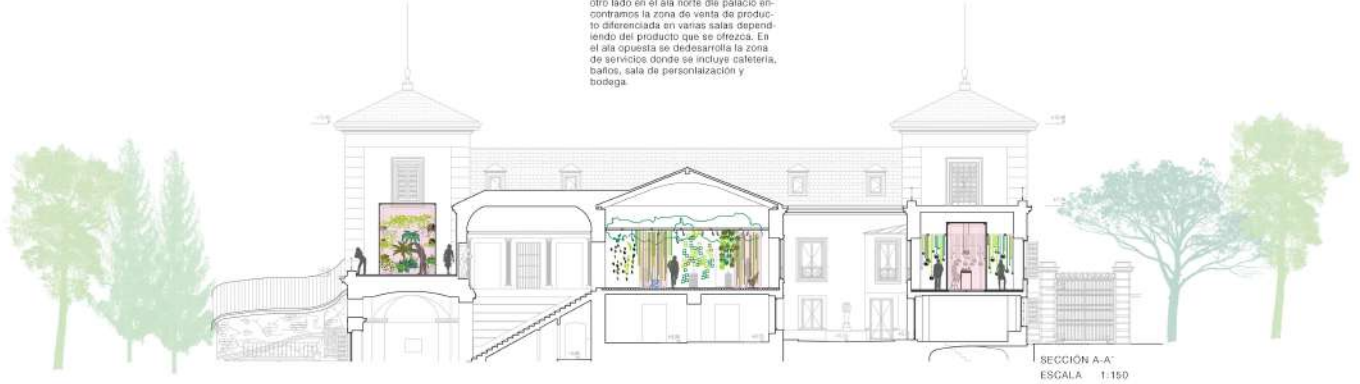 otro lado en el ala norte dle palacio en-
contramos la zona de venta de produc-
to diferenciada en varias salas depend-
iendo del producto que se ofrezca. En
el ala opuesta se dedesarrolla la zona
de servicios donde se incluye cafetería,
baños, sala de personlaización y
bodega.
SECCIÓN A-A´
ESCALA 1:150